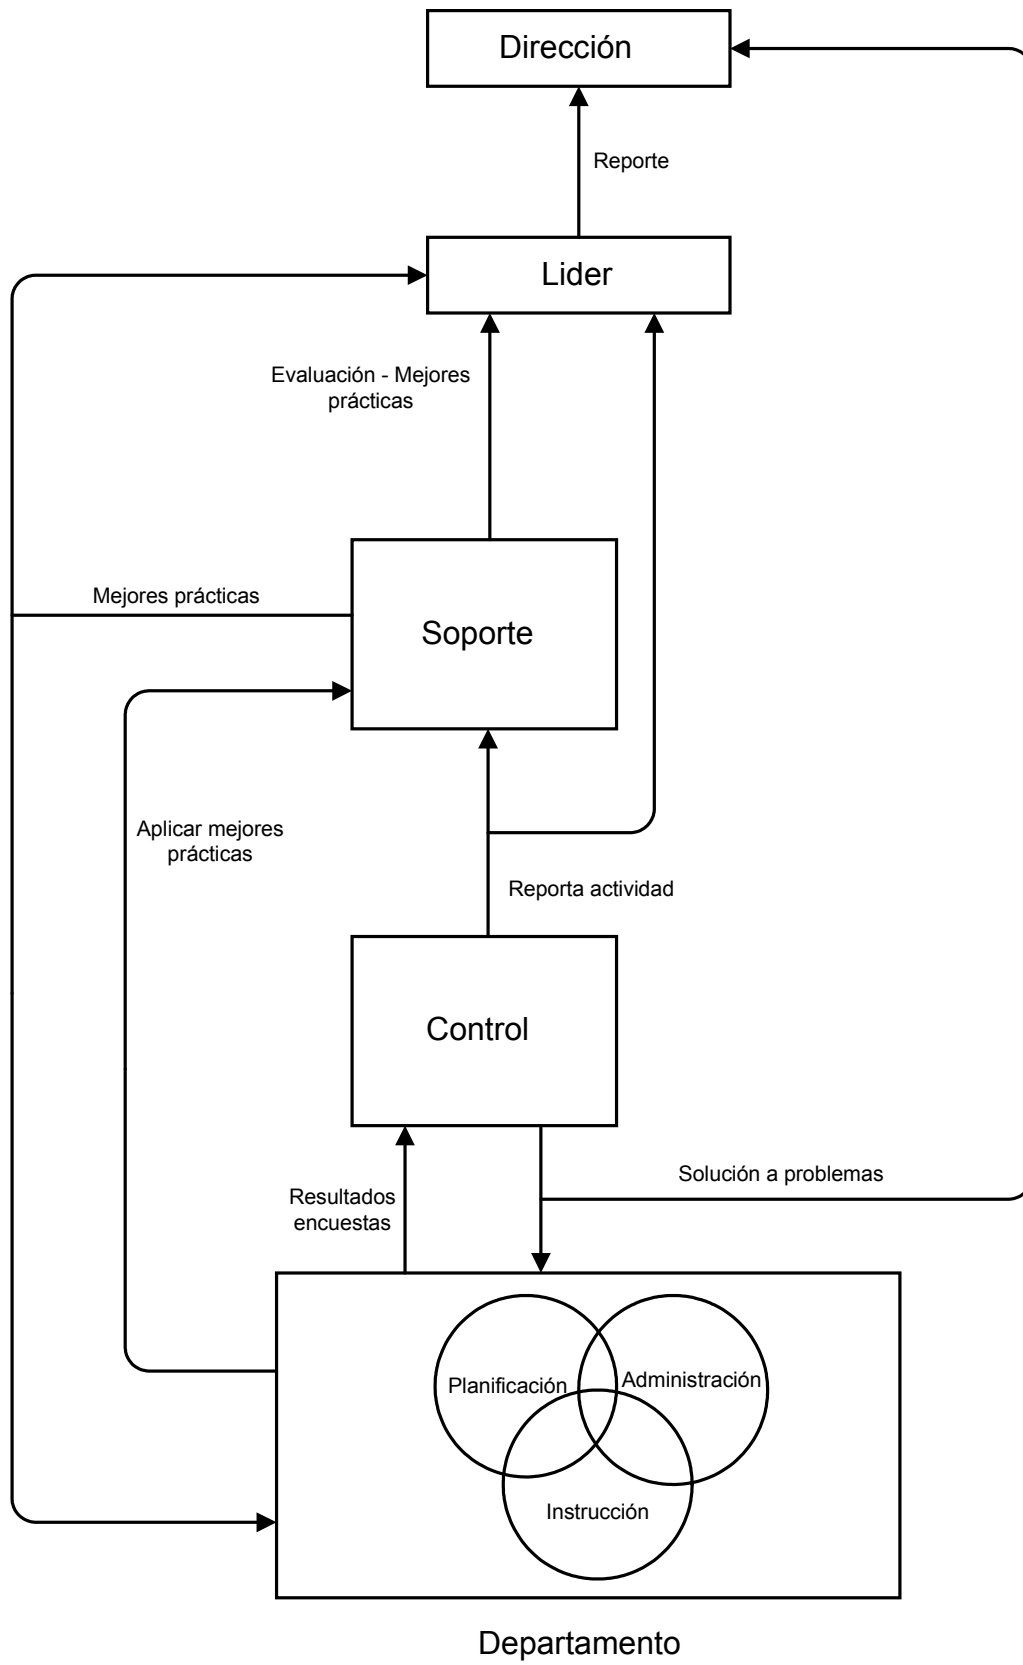 Dirección
Reporte
Lider
Evaluación - Mejores
prácticas
Mejores prácticas
Soporte
Aplicar mejores
prácticas
Reporta actividad
Control
Solución a problemas
Resultados
encuestas
Planificación
Administración
Instrucción
Departamento